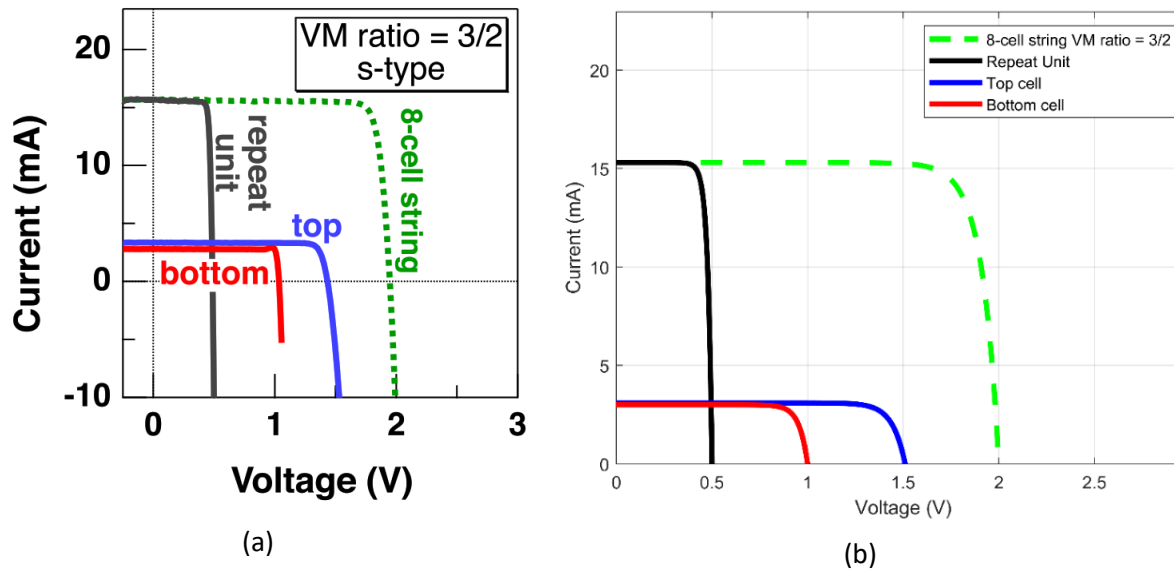 VM ratio = 3/2
s-type
20
10
0
-10
Current (mA)
repeat
unit
8-cell string
top
bottom
0
1
2
3
Voltage (V)
(a)
8-cell string VM ratio = 3/2
Repeat Unit
Top cell
Bottom cell
20
15
10
5
0
Current (mA)
0
0.5
1
1.5
2
2.5
Voltage (V)
(b)